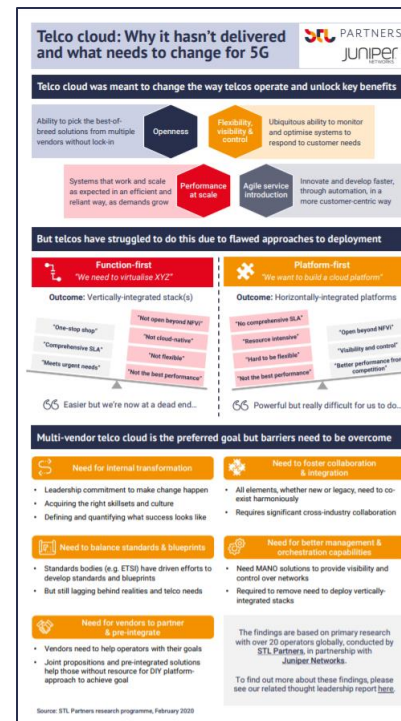 Telco cloud: Why it hasn't delivered
and what needs to change for 5G
STL PARTNERS
JUNIPER
NETWORKS
Telco cloud was meant to change the way telcos operate and unlock key benefits
Ability to pick the best-of-
breed solutions from multiple
vendors without lock-in
Openness
Flexibility,
visibility &
control
Ubiquitous ability to monitor
and optimise systems to
respond to customer needs
Systems that work and scale
as expected in an efficient and
reliant way, as demands grow
Performance
at scale
Agile service
introduction
Innovate and develop faster,
through automation, in a
more customer-centric way
But telcos have struggled to do this due to flawed approaches to deployment
Function-first
"We need to virtualise XYZ"
Outcome: Vertically-integrated stack(s)
"One-stop shop"
"Comprehensive SLA"
"Meets urgent needs"
"Not open beyond NFVi"
"Not cloud-native"
"Not flexible"
"Not the best performance"
Easier but we're now at a dead end...
Platform-first
"We want to build a cloud platform"
Outcome: Horizontally-integrated platforms
"No comprehensive SLA"
"Resource intensive"
"Hard to be flexible"
"Not the best performance"
"Open beyond NFVi"
"Visibility and control"
"Better performance from
competition"
Powerful but really difficult for us to do...
Multi-vendor telco cloud is the preferred goal but barriers need to be overcome
Need for internal transformation
• Leadership commitment to make change happen
• Acquiring the right skillsets and culture
• Defining and quantifying what success looks like
Need to foster collaboration
& integration
• All elements, whether new or legacy, need to co-
exist harmoniously
• Requires significant cross-industry collaboration
Need to balance standards & blueprints
• Standards bodies (e.g. ETSI) have driven efforts to
develop standards and blueprints
• But still lagging behind realities and telco needs
Need for better management &
orchestration capabilities
• Need MANO solutions to provide visibility and
control over networks
• Required to remove need to deploy vertically-
integrated stacks
Need for vendors to partner
& pre-integrate
• Vendors need to help operators with their goals
• Joint propositions and pre-integrated solutions
help those without resource for DIY platform-
approach to achieve goal
The findings are based on primary research
with over 20 operators globally, conducted by
STL Partners, in partnership with
Juniper Networks.
To find out more about these findings, please
see our related thought leadership report here.
Source: STL Partners research programme, February 2020